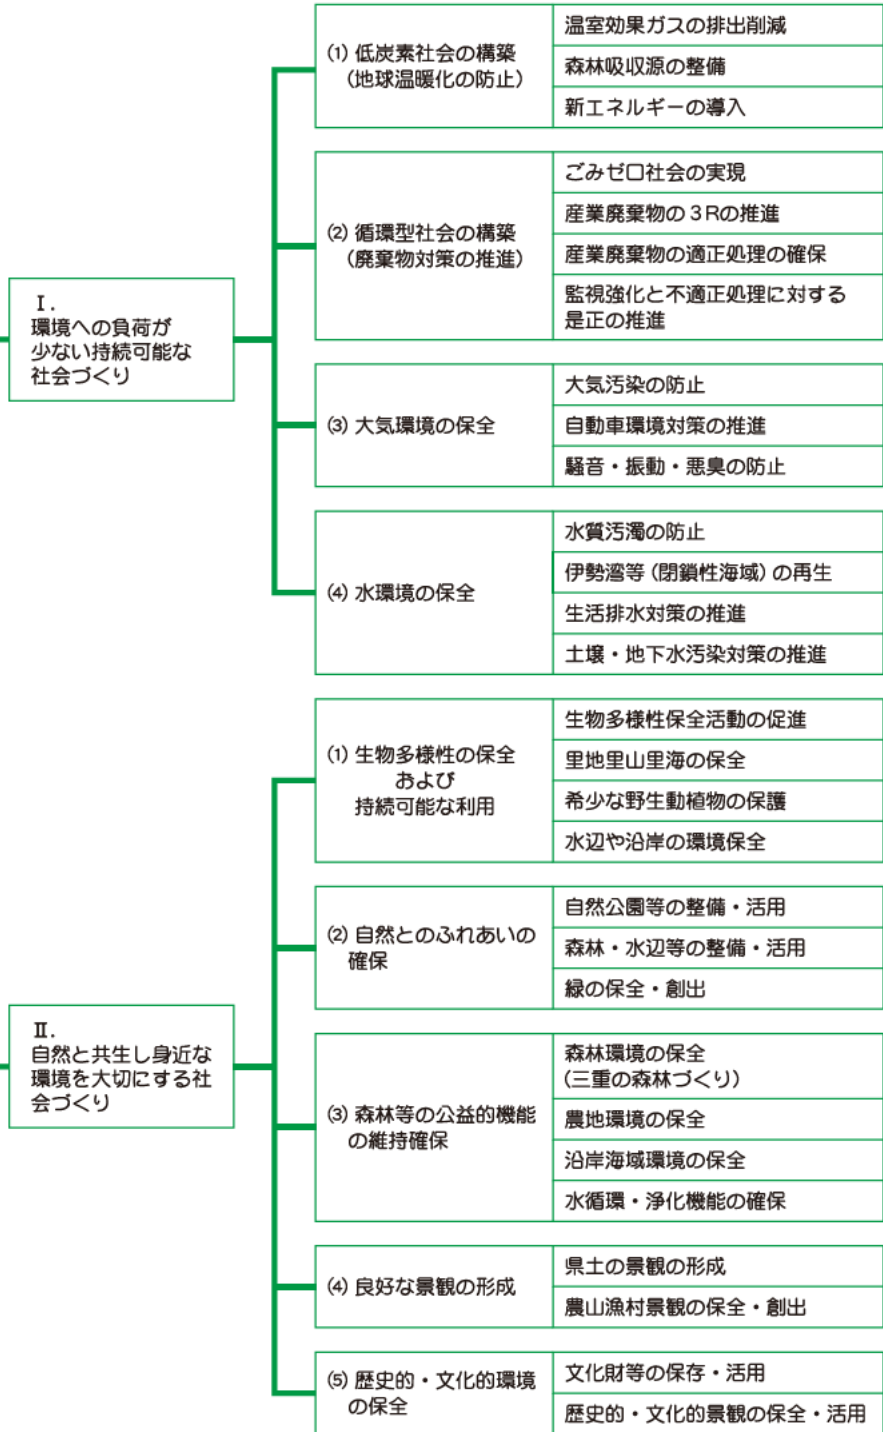 Ⅰ.
環境への負荷が
少ない持続可能な
社会づくり
(1) 低炭素社会の構築
(地球温暖化の防止)
温室効果ガスの排出削減
森林吸収源の整備
新エネルギーの導入
(2) 循環型社会の構築
(廃棄物対策の推進)
ごみゼロ社会の実現
産業廃棄物の3Rの推進
産業廃棄物の適正処理の確保
監視強化と不適正処理に対する
是正の推進
(3) 大気環境の保全
大気汚染の防止
自動車環境対策の推進
騒音・振動・悪臭の防止
(4) 水環境の保全
水質汚濁の防止
伊勢湾等(閉鎖性海域)の再生
生活排水対策の推進
土壌・地下水汚染対策の推進
Ⅱ.
自然と共生し身近な
環境を大切にする社
会づくり
(1) 生物多様性の保全
および
持続可能な利用
生物多様性保全活動の促進
里地里山里海の保全
希少な野生動植物の保護
水辺や沿岸の環境保全
(2) 自然とのふれあいの
確保
自然公園等の整備・活用
森林・水辺等の整備・活用
緑の保全・創出
(3) 森林等の公益的機能
の維持確保
森林環境の保全
(三重の森林づくり)
農地環境の保全
沿岸海域環境の保全
水循環・浄化機能の確保
(4) 良好な景観の形成
県土の景観の形成
農山漁村景観の保全・創出
(5) 歴史的・文化的環境
の保全
文化財等の保存・活用
歴史的・文化的景観の保全・活用